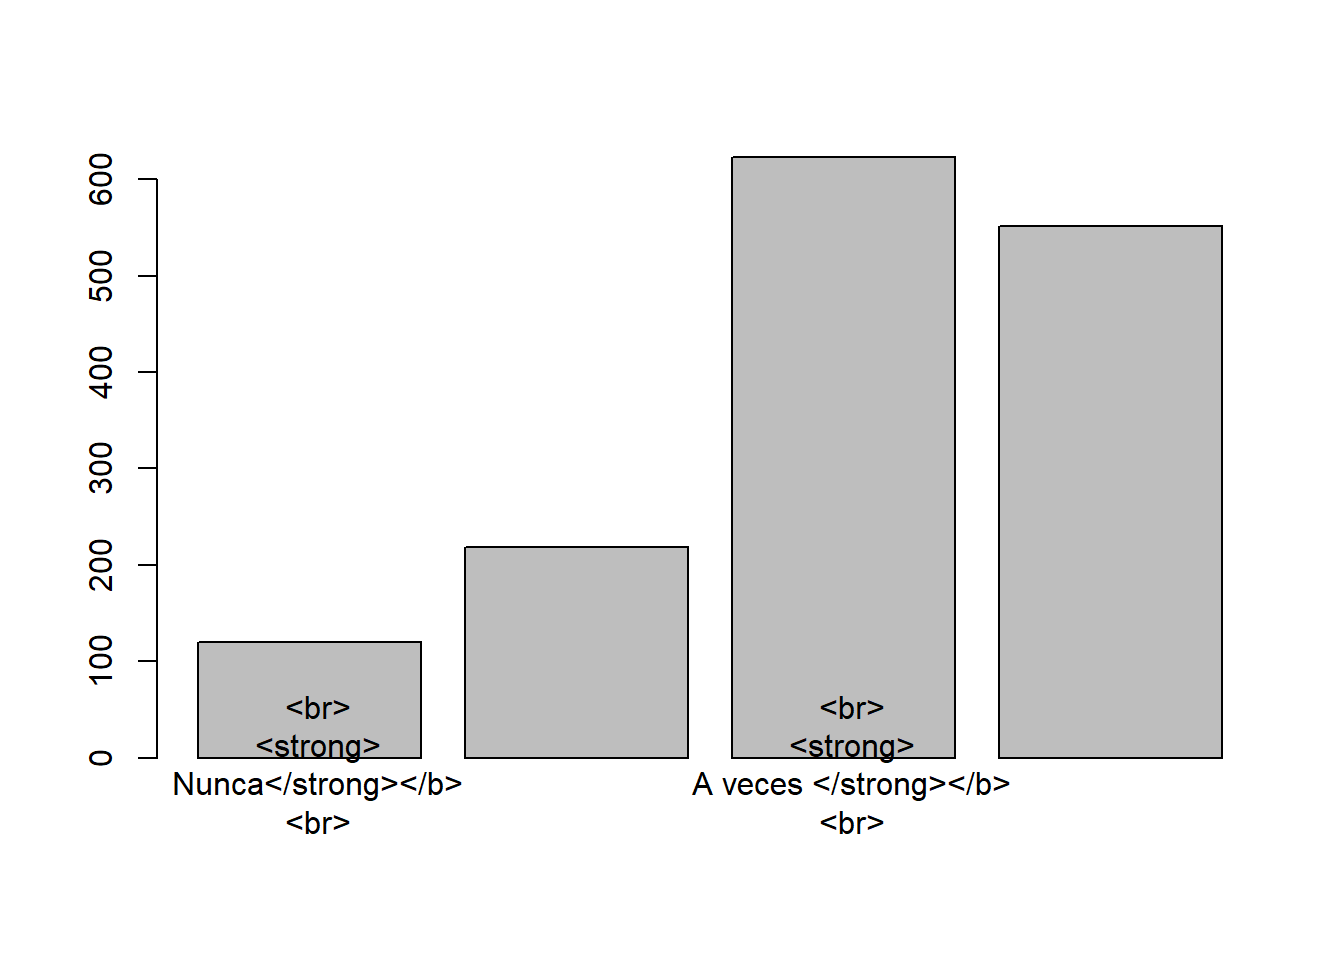 600
500
400
300
200
100
0
<br>
<strong>
Nunca</strong></b>
<br>
<br>
<strong>
A veces </strong></b>
<br>